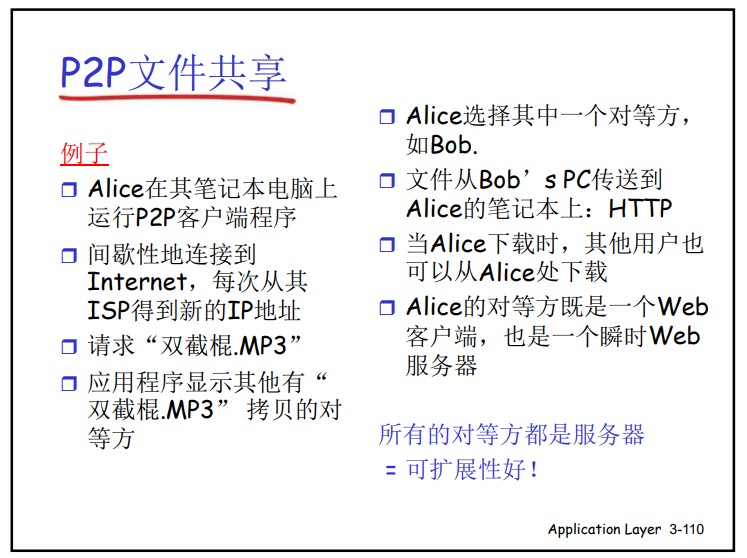 P2P文件共享
例子
Alice在其笔记本电脑上
运行P2P客户端程序
间歇性地连接到
Internet，每次从其
ISP得到新的IP地址
请求“双截棍.MP3”
应用程序显示其他有“
双截棍.MP3” 拷贝的对
等方
Alice选择其中一个对等方，
如Bob.
文件从Bob’s PC传送到
Alice的笔记本上：HTTP
当Alice下载时，其他用户也
可以从Alice处下载
Alice的对等方既是一个Web
客户端，也是一个瞬时Web
服务器
所有的对等方都是服务器
= 可扩展性好！
Application Layer 3-110